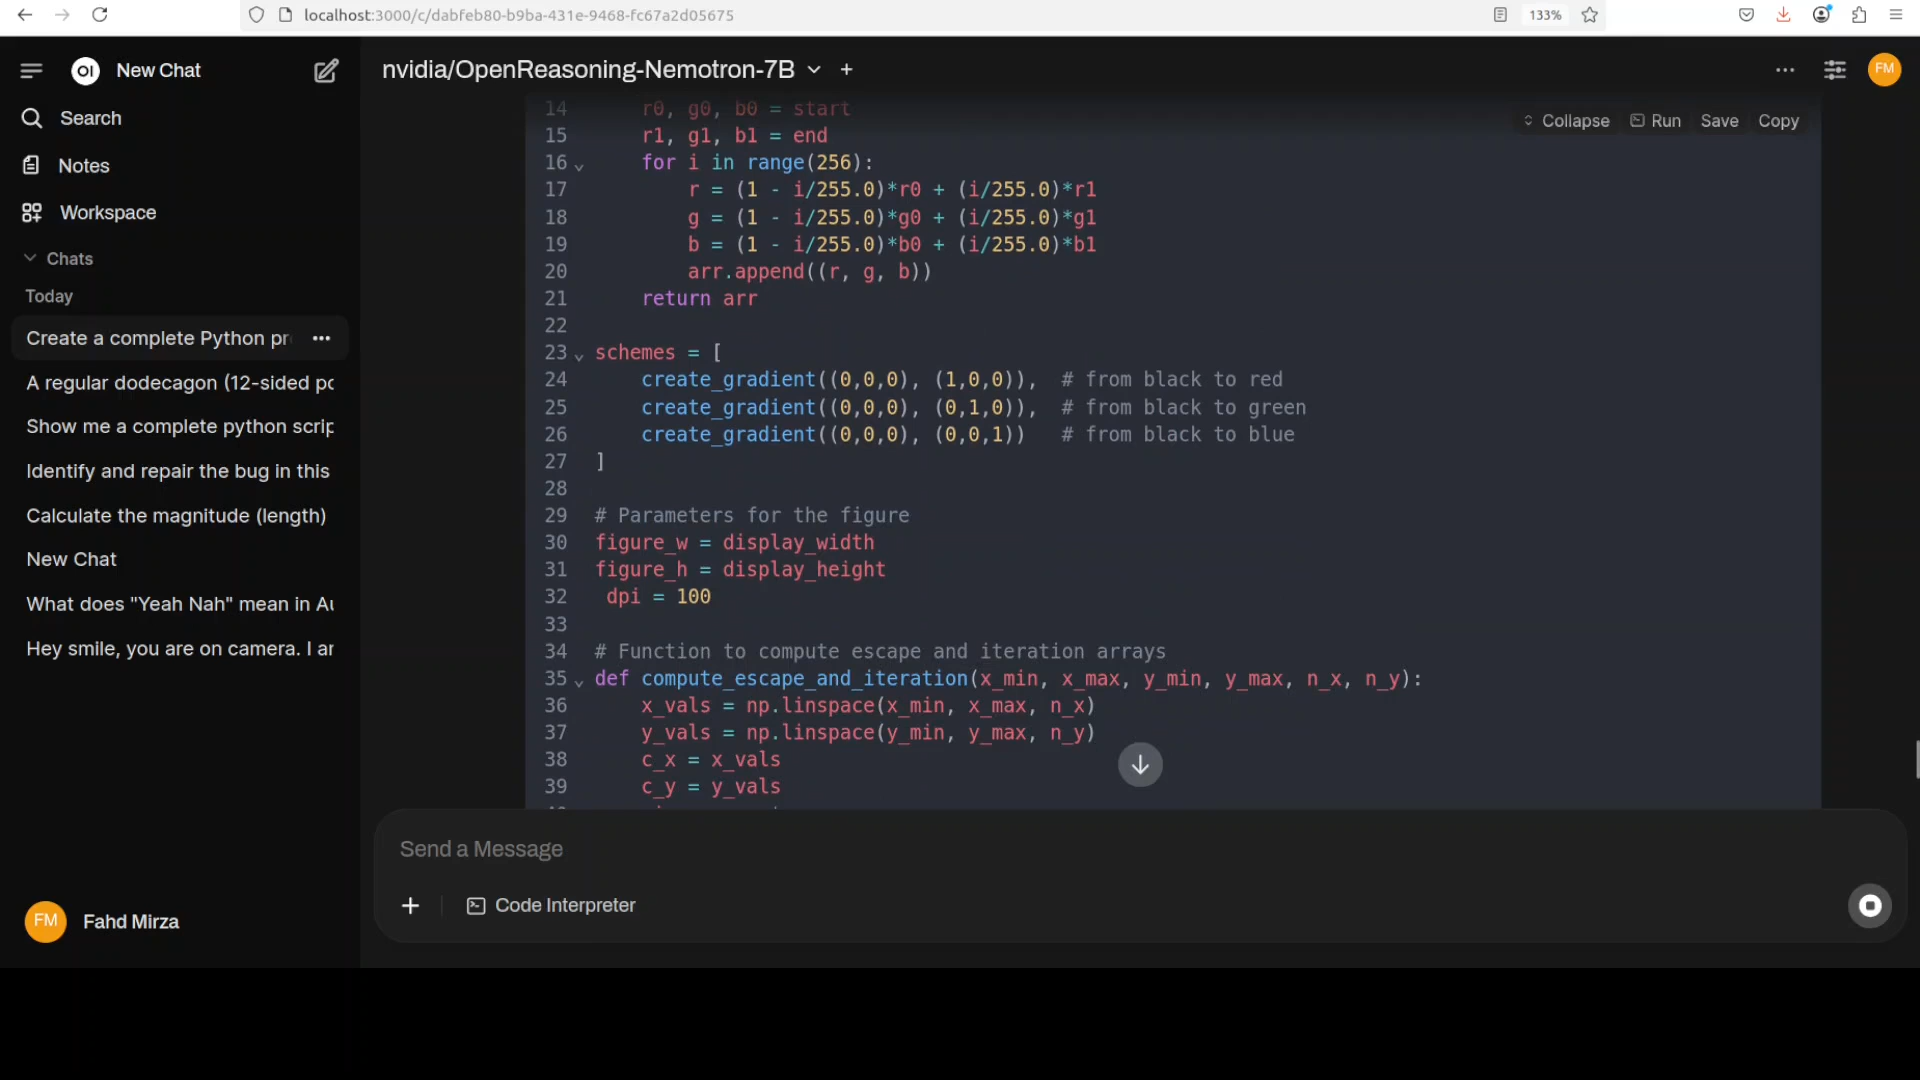 localhost:3000/c/dabfeb80-b9ba-431e-9468-fc67a2d05675
133%
OI New Chat
Search
Notes
Workspace
Chats
Today
Create a complete Python pr
A regular dodecagon (12-sided pc
Show me a complete python scrip
Identify and repair the bug in this
Calculate the magnitude (length)
New Chat
What does "Yeah Nah" mean in Au
Hey smile, you are on camera. I ar
FM Fahd Mirza
nvidia/OpenReasoning-Nemotron-7B
FM
Collapse Run Save Copy
14 r0, g0, b0 = start
15 r1, g1, b1 = end
16 for i in range(256):
17 r = (1 - i/255.0)*r0 + (i/255.0)*r1
18 g = (1 - i/255.0)*g0 + (i/255.0)*g1
19 b = (1 - i/255.0)*b0 + (i/255.0)*b1
20 arr.append((r, g, b))
21 return arr
22
23 schemes = [
24 create_gradient((0,0,0), (1,0,0)), # from black to red
25 create_gradient((0,0,0), (0,1,0)), # from black to green
26 create_gradient((0,0,0), (0,0,1)) # from black to blue
27 ]
28
29 # Parameters for the figure
30 figure_w = display_width
31 figure_h = display_height
32 dpi = 100
33
34 # Function to compute escape and iteration arrays
35 def compute_escape_and_iteration(x_min, x_max, y_min, y_max, n_x, n_y):
36 x_vals = np.linspace(x_min, x_max, n_x)
37 y_vals = np.linspace(y_min, y_max, n_y)
38 c_x = x_vals
39 c_y = y_vals
Send a Message
Code Interpreter